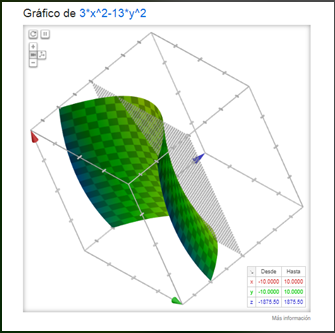 Gráfico de 3*x^2-13*y^2
Desde Hasta
x -10.0000 10.0000
y -10.0000 10.0000
z -1875.50 1875.50
Más información